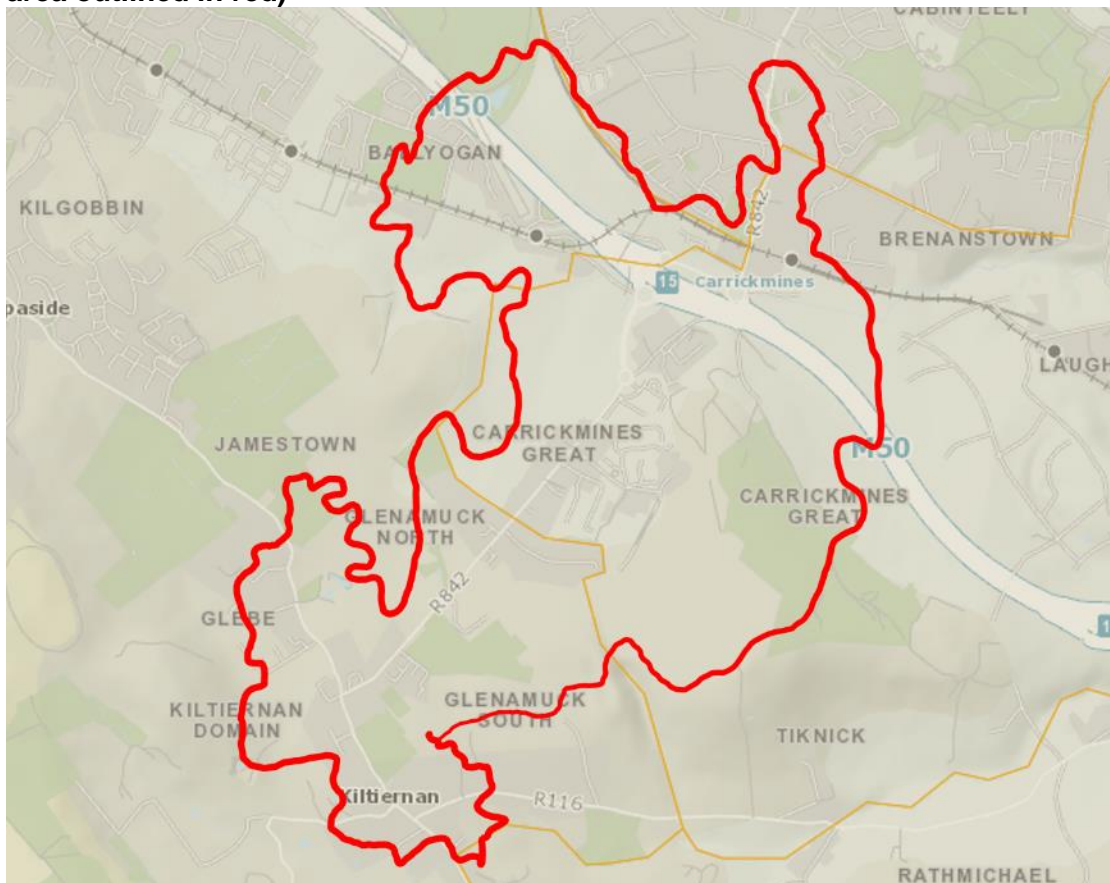 CABINTEELY
M50
BALLYOGAN
KILGOBBIN
R842
BRENANSTOWN
15 Carrickmines
paside
LAUGH
JAMESTOWN
CARRICKMINES
GREAT
M50
CARRICKMINES
GREAT
GLENAMUCK
NORTH
R842
GLEBE
1
GLENAMUCK
SOUTH
KILTIERNAN
DOMAIN
TIKNICK
Kiltiernan
R116
RATHMICHAEL